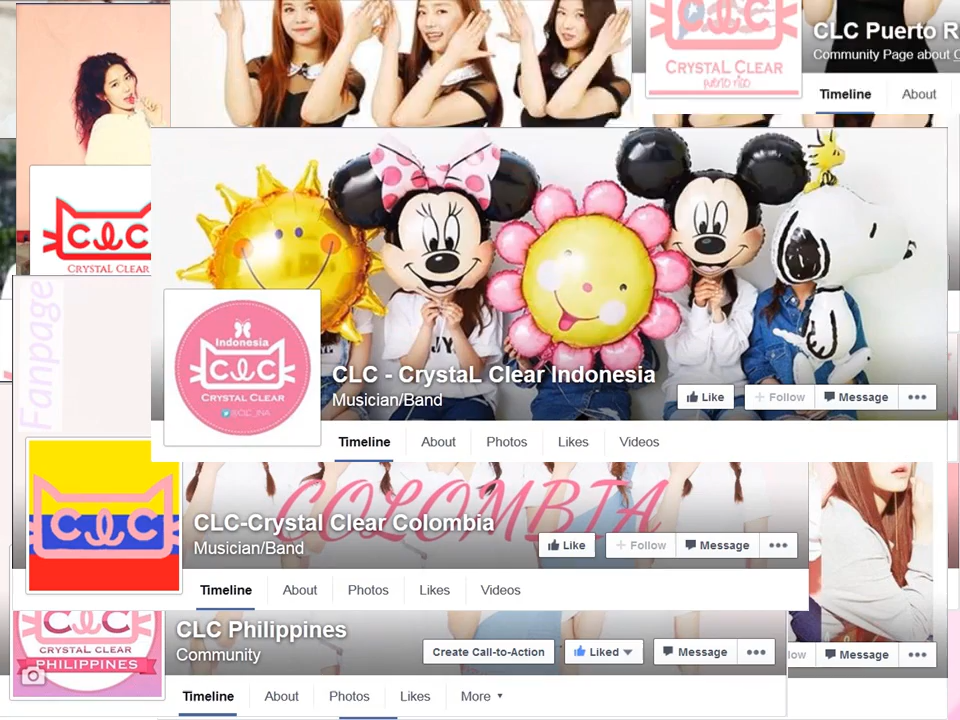 CLC Puerto R
Community Page about
CRYSTAL CLEAR
puerto rico
Timeline About
CLC
CRYSTAL CLEAR
Fanpage
Indonesia
CLC
CRYSTAL CLEAR
@CLC_INA
CLC - CrystaL Clear Indonesia
Musician/Band
Like + Follow Message •••
Timeline About Photos Likes Videos
COLOMBIA
CLC
CLC-Crystal Clear Colombia
Musician/Band
Like + Follow Message •••
Timeline About Photos Likes Videos
CLC
CRYSTAL CLEAR
PHILIPPINES
CLC Philippines
Community
Create Call-to-Action Liked Message •••
low Message •••
Timeline About Photos Likes More